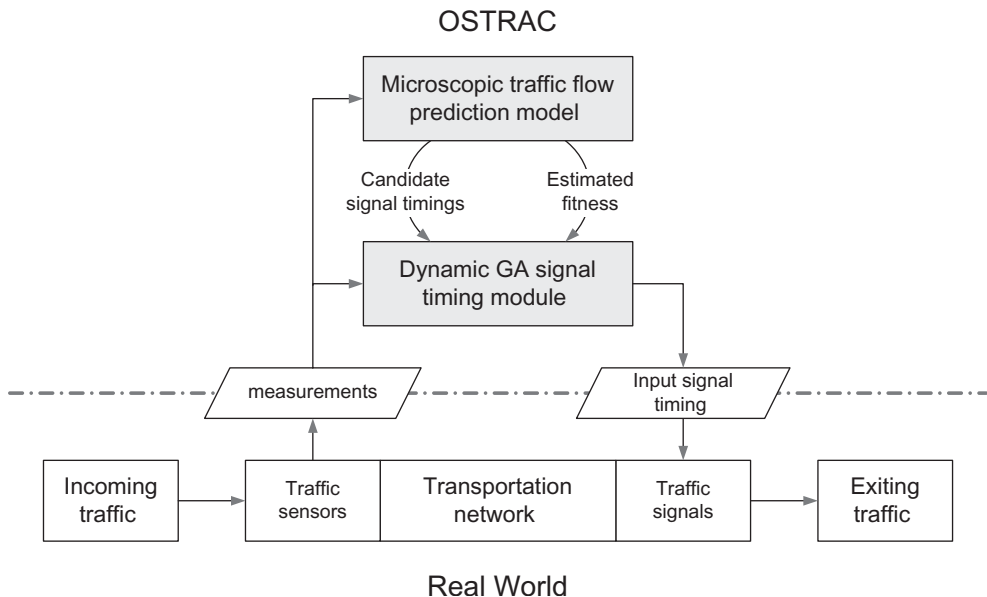 OSTRAC
Microscopic traffic flow
prediction model
Candidate
signal timings
Estimated
fitness
Dynamic GA signal
timing module
measurements
Input signal
timing
Incoming
traffic
Traffic
sensors
Transportation
network
Traffic
signals
Exiting
traffic
Real World